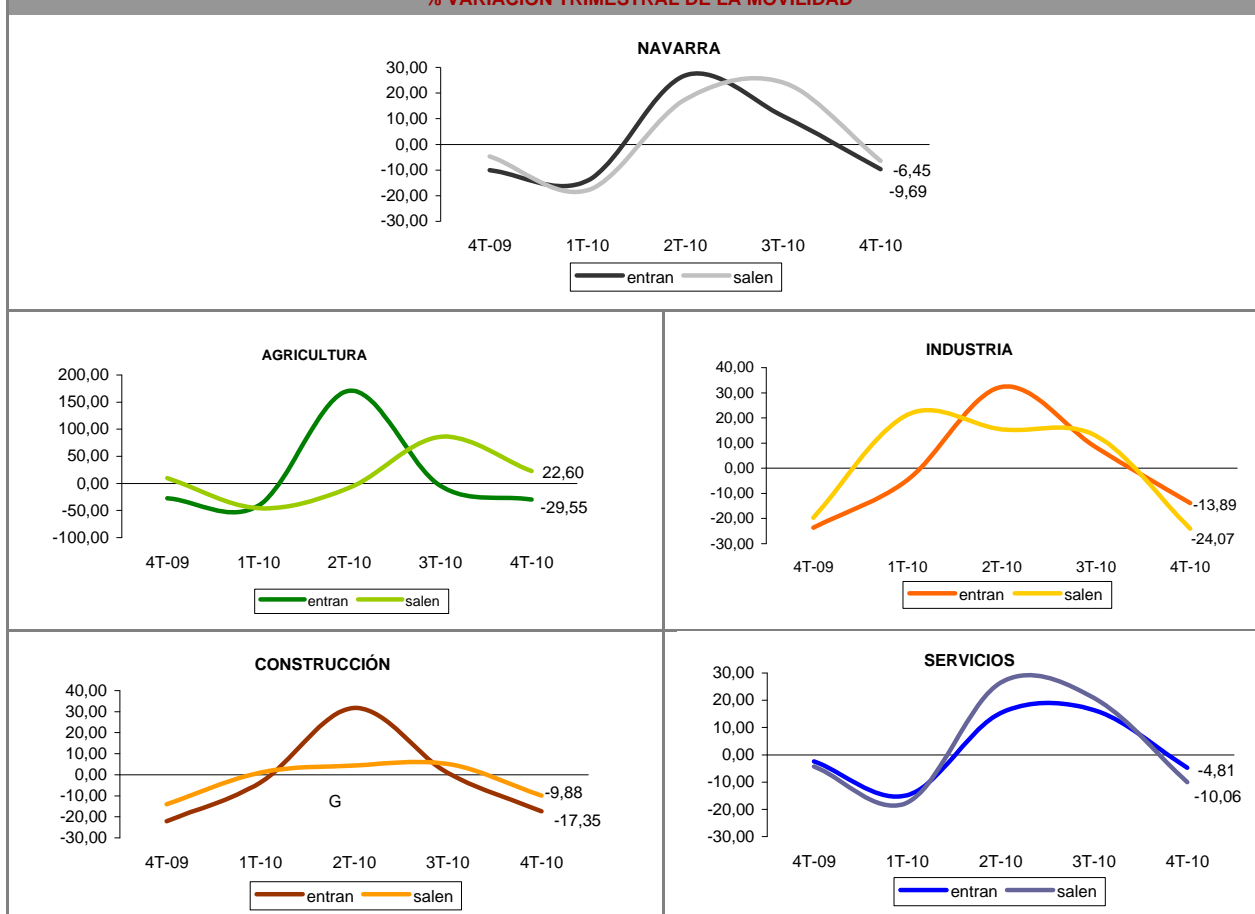 % VARIACIÓN TRIMESTRAL DE LA MOVILIDAD
NAVARRA
30,00
20,00
10,00
0,00
-10,00
-20,00
-30,00
-6,45
-9,69
4T-09 1T-10 2T-10 3T-10 4T-10
entran salen
AGRICULTURA
200,00
150,00
100,00
50,00
0,00
-50,00
-100,00
22,60
-29,55
4T-09 1T-10 2T-10 3T-10 4T-10
entran salen
INDUSTRIA
40,00
30,00
20,00
10,00
0,00
-10,00
-20,00
-30,00
-13,89
-24,07
4T-09 1T-10 2T-10 3T-10 4T-10
entran salen
CONSTRUCCIÓN
40,00
30,00
20,00
10,00
0,00
-10,00
-20,00
-30,00
G
-9,88
-17,35
4T-09 1T-10 2T-10 3T-10 4T-10
entran salen
SERVICIOS
30,00
20,00
10,00
0,00
-10,00
-20,00
-30,00
-4,81
-10,06
4T-09 1T-10 2T-10 3T-10 4T-10
entran salen